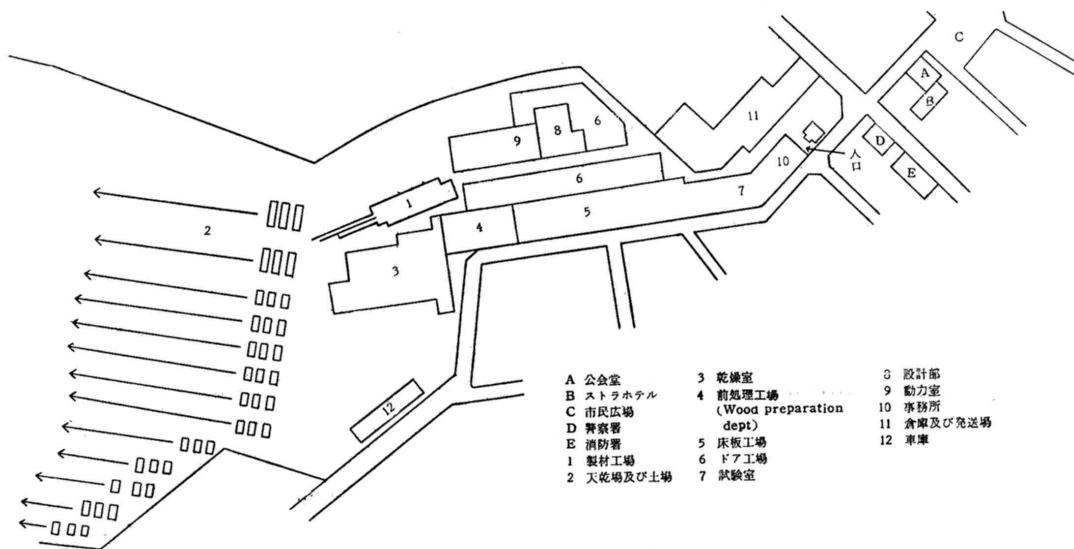 C
A
B
D
E
入口
11
10
7
6
8
9
6
5
4
1
3
2
12
A 公会堂
B ストラホテル
C 市民広場
D 警察署
E 消防署
1 製材工場
2 天乾場及び土場
3 乾燥室
4 前処理工場
(Wood preparation
dept)
5 床板工場
6 ドア工場
7 試験室
8 設計部
9 動力室
10 事務所
11 倉庫及び発送場
12 車庫